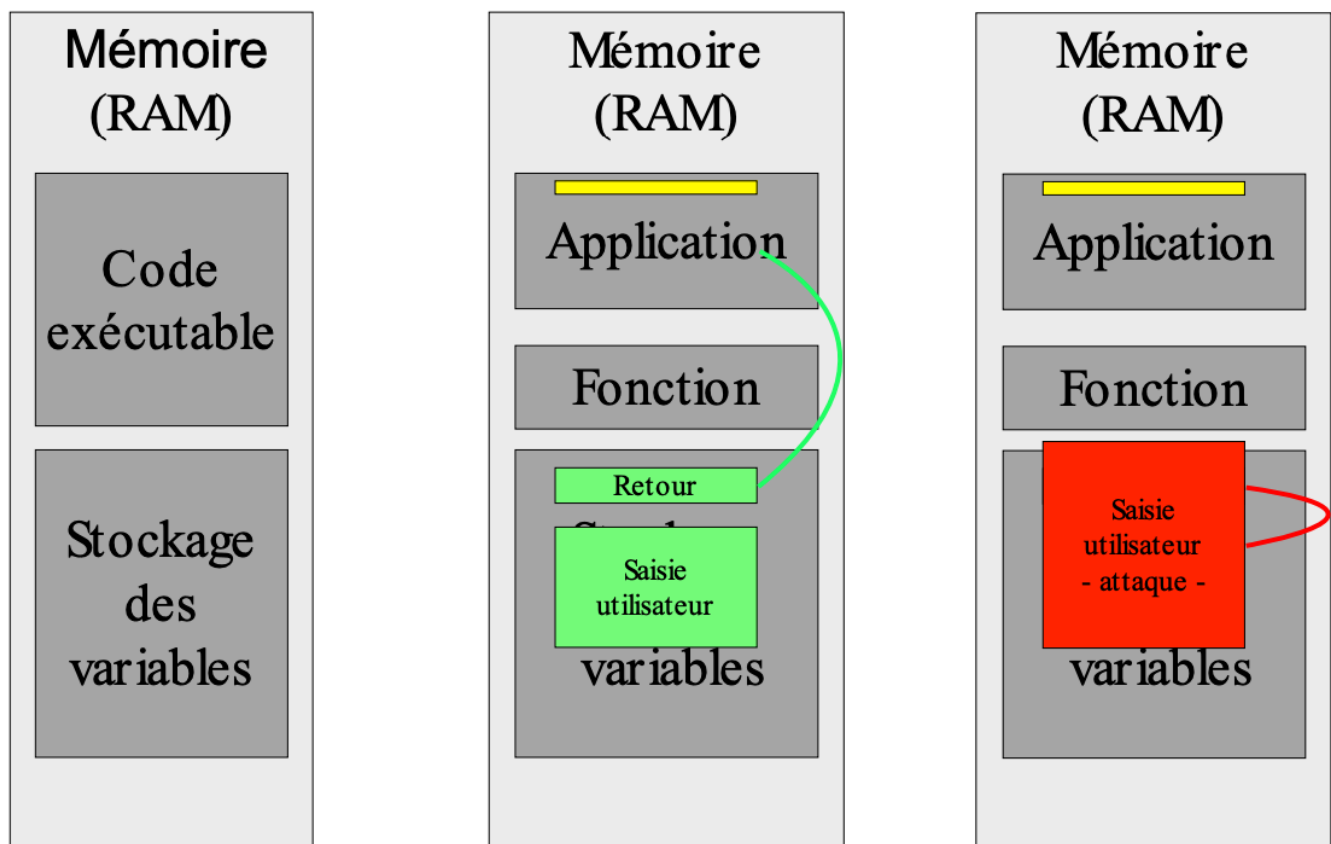 Mémoire
(RAM)
Code
exécutable
Stockage
des
variables
Mémoire
(RAM)
Application
Fonction
Retour
Saisie
utilisateur
variables
Mémoire
(RAM)
Application
Fonction
Saisie
utilisateur
- attaque -
variables